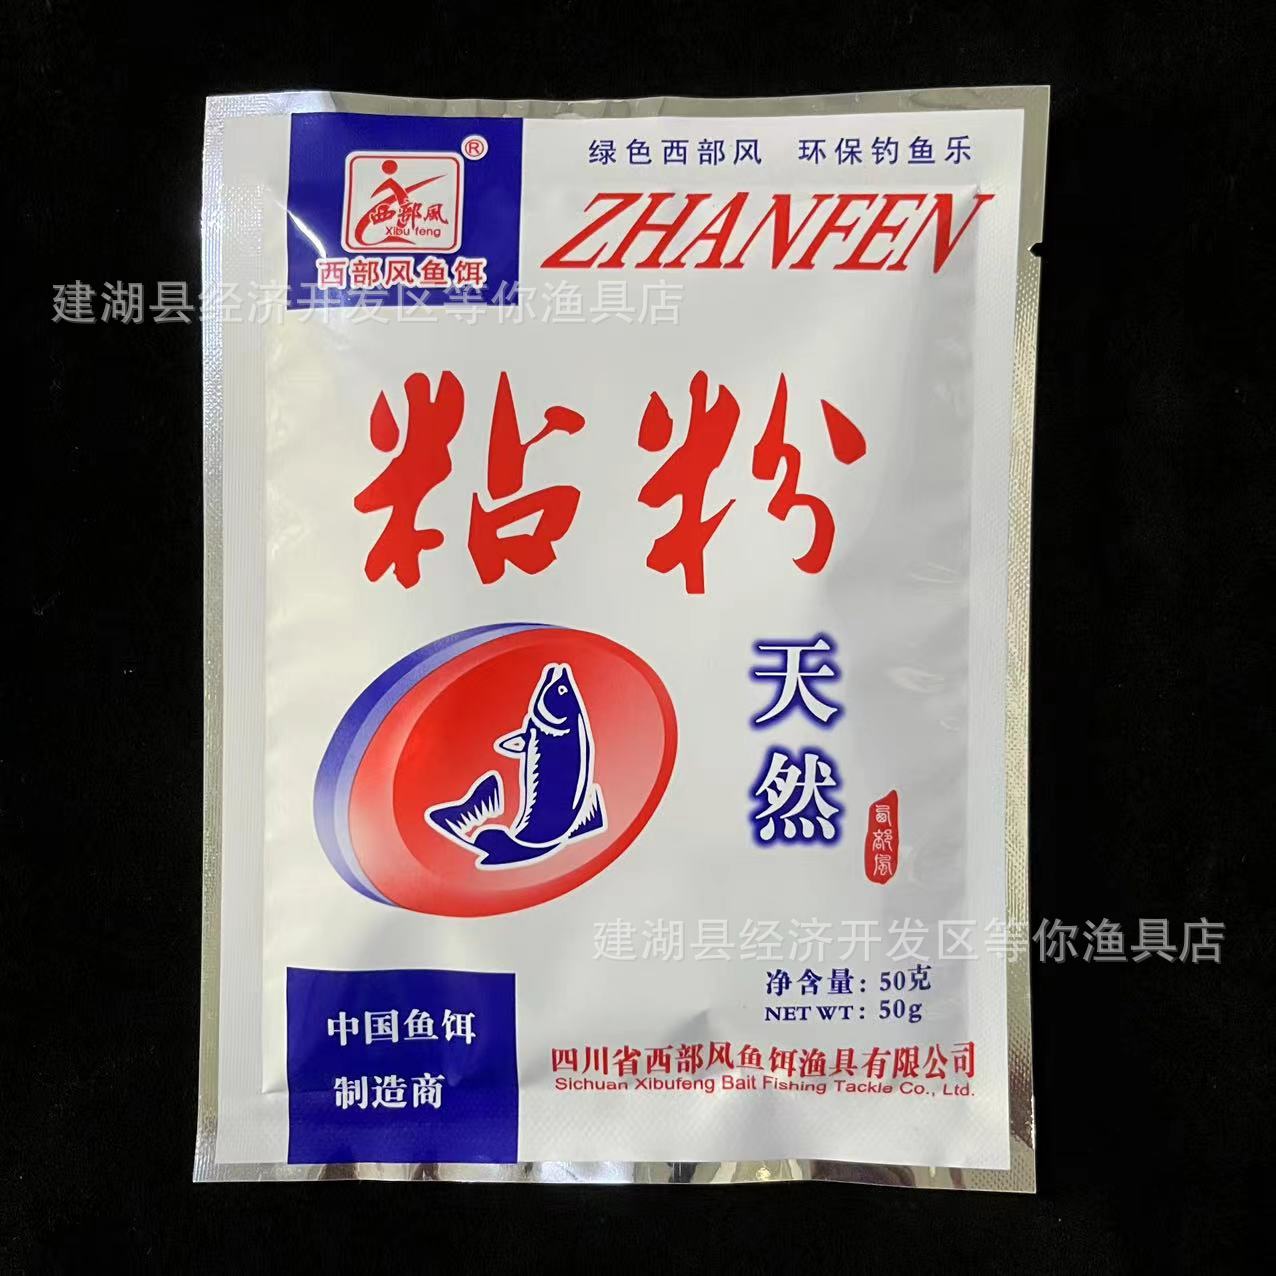 绿色西部风 环保钓鱼乐
®
西部風
Xibu feng
西部风鱼饵
ZHANFEN
建湖县经济开发区等你渔具店
粘粉
天然
西部風
建湖县经济开发区等你渔具店
净含量：50克
NET WT：50g
中国鱼饵
制造商
四川省西部风鱼饵渔具有限公司
Sichuan Xibufeng Bait Fishing Tackle Co., Ltd.